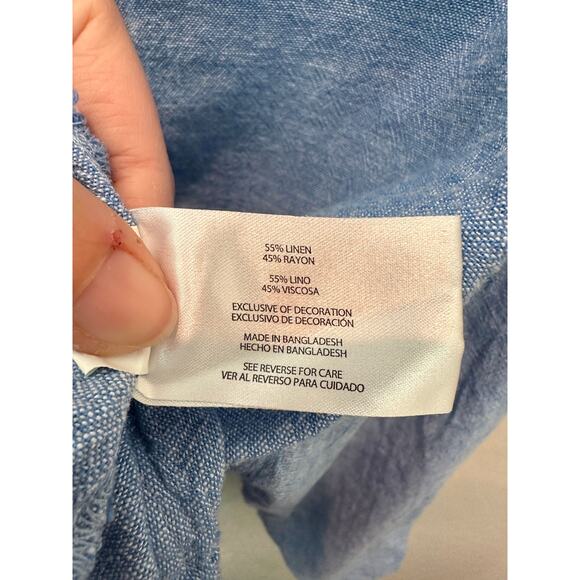 55% LINEN
45% RAYON
55% LINO
45% VISCOSA
EXCLUSIVE OF DECORATION
EXCLUSIVO DE DECORACIÓN
MADE IN BANGLADESH
HECHO EN BANGLADESH
SEE REVERSE FOR CARE
VER AL REVERSO PARA CUIDADO